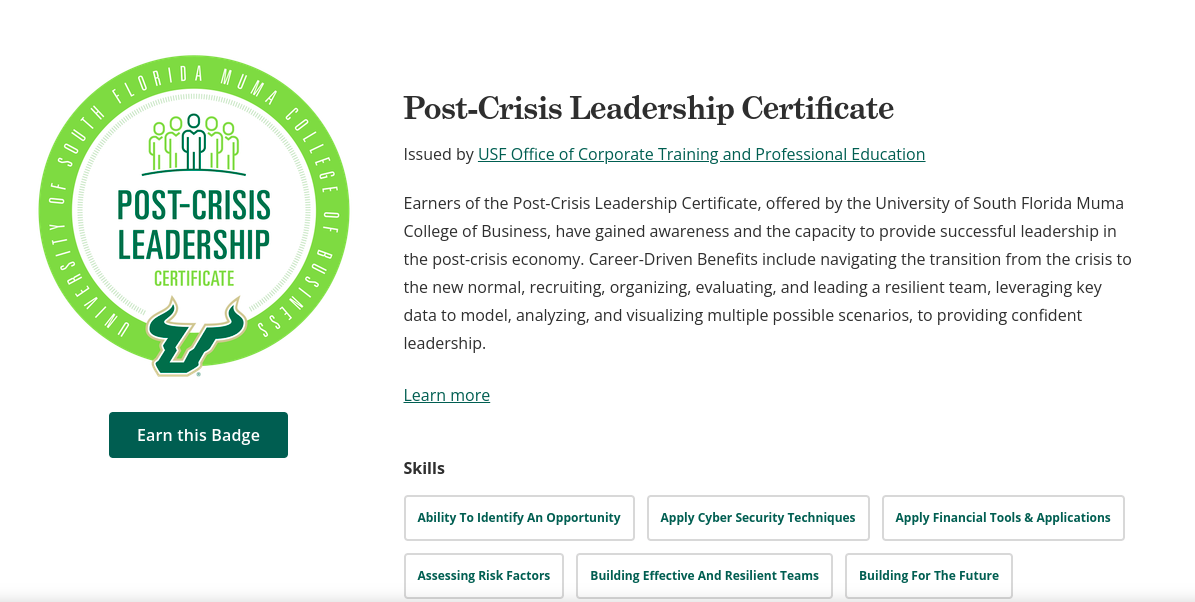 UNIVERSITY OF SOUTH FLORIDA MUMA COLLEGE OF BUSINESS
POST-CRISIS
LEADERSHIP
CERTIFICATE
Earn this Badge
Post-Crisis Leadership Certificate
Issued by USF Office of Corporate Training and Professional Education
Earners of the Post-Crisis Leadership Certificate, offered by the University of South Florida Muma
College of Business, have gained awareness and the capacity to provide successful leadership in
the post-crisis economy. Career-Driven Benefits include navigating the transition from the crisis to
the new normal, recruiting, organizing, evaluating, and leading a resilient team, leveraging key
data to model, analyzing, and visualizing multiple possible scenarios, to providing confident
leadership.
Learn more
Skills
Ability To Identify An Opportunity
Apply Cyber Security Techniques
Apply Financial Tools & Applications
Assessing Risk Factors
Building Effective And Resilient Teams
Building For The Future